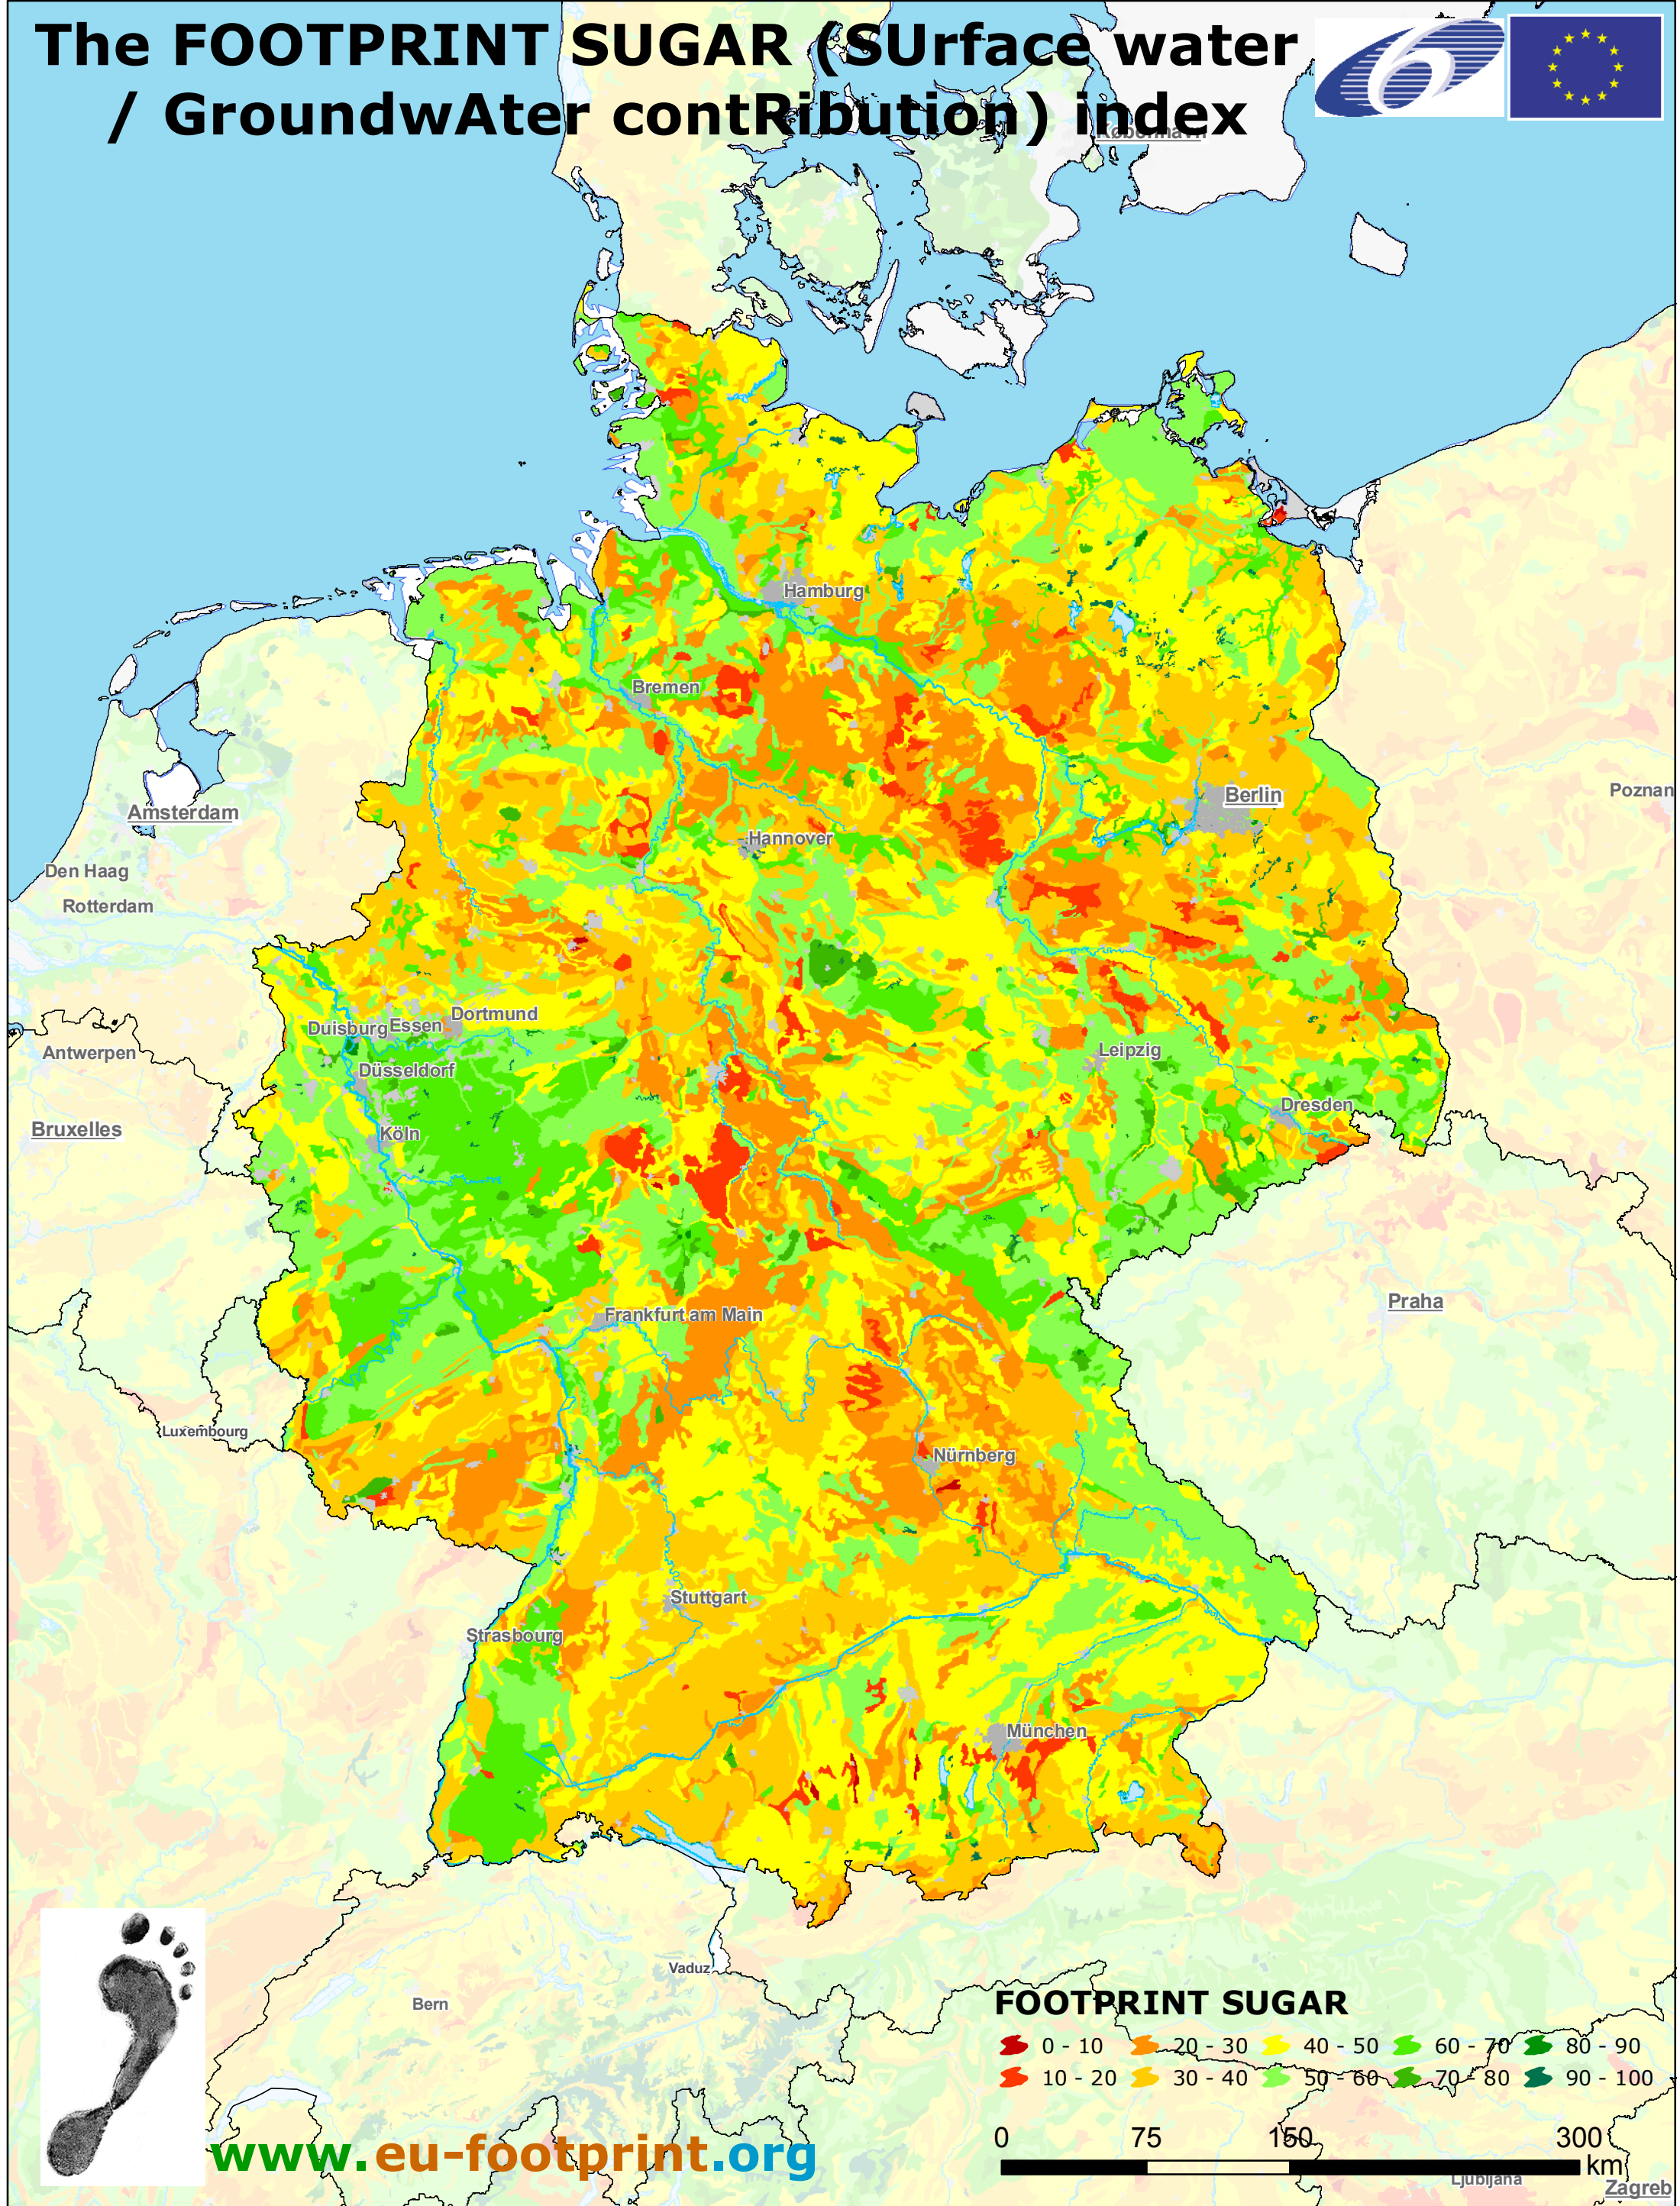 The FOOTPRINT SUGAR (SUrface water
/ GroundwAter contRibution) index
København
Hamburg
Bremen
Berlin
Poznan
Amsterdam
Hannover
Den Haag
Rotterdam
Dortmund
Essen
Duisburg
Antwerpen
Leipzig
Düsseldorf
Dresden
Bruxelles
Köln
Praha
Frankfurt am Main
Luxembourg
Nürnberg
Stuttgart
Strasbourg
München
Vaduz
Bern
FOOTPRINT SUGAR
0 - 10 20 - 30 40 - 50 60 - 70 80 - 90
10 - 20 30 - 40 50 - 60 70 - 80 90 - 100
0 75 150 300
km
www.eu-footprint.org
Ljubljana
Zagreb